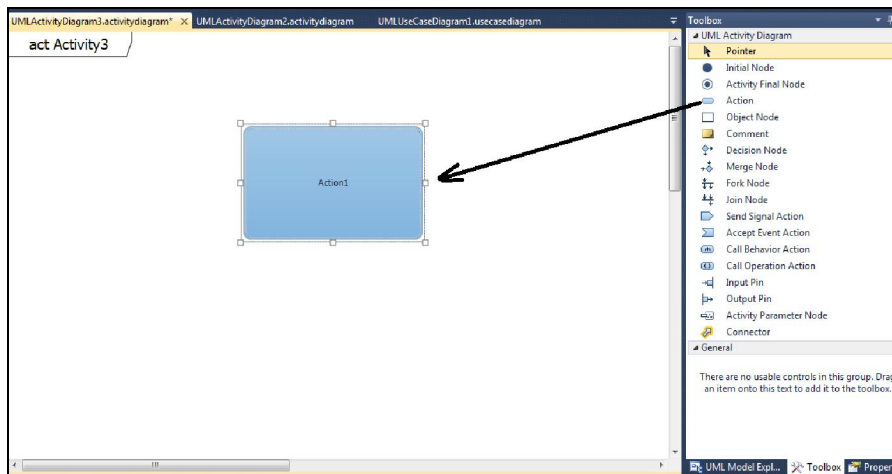 UMLActivityDiagram3.activitydiagram* × UMLActivityDiagram2.activitydiagram UMLUseCaseDiagram1.usecasediagram
act Activity3
Action1
Toolbox
UML Activity Diagram
Pointer
Initial Node
Activity Final Node
Action
Object Node
Comment
Decision Node
Merge Node
Fork Node
Join Node
Send Signal Action
Accept Event Action
Call Behavior Action
Call Operation Action
Input Pin
Output Pin
Activity Parameter Node
Connector
General
There are no usable controls in this group. Drag
an item onto this text to add it to the toolbox.
UML Model Expl... Toolbox Proper